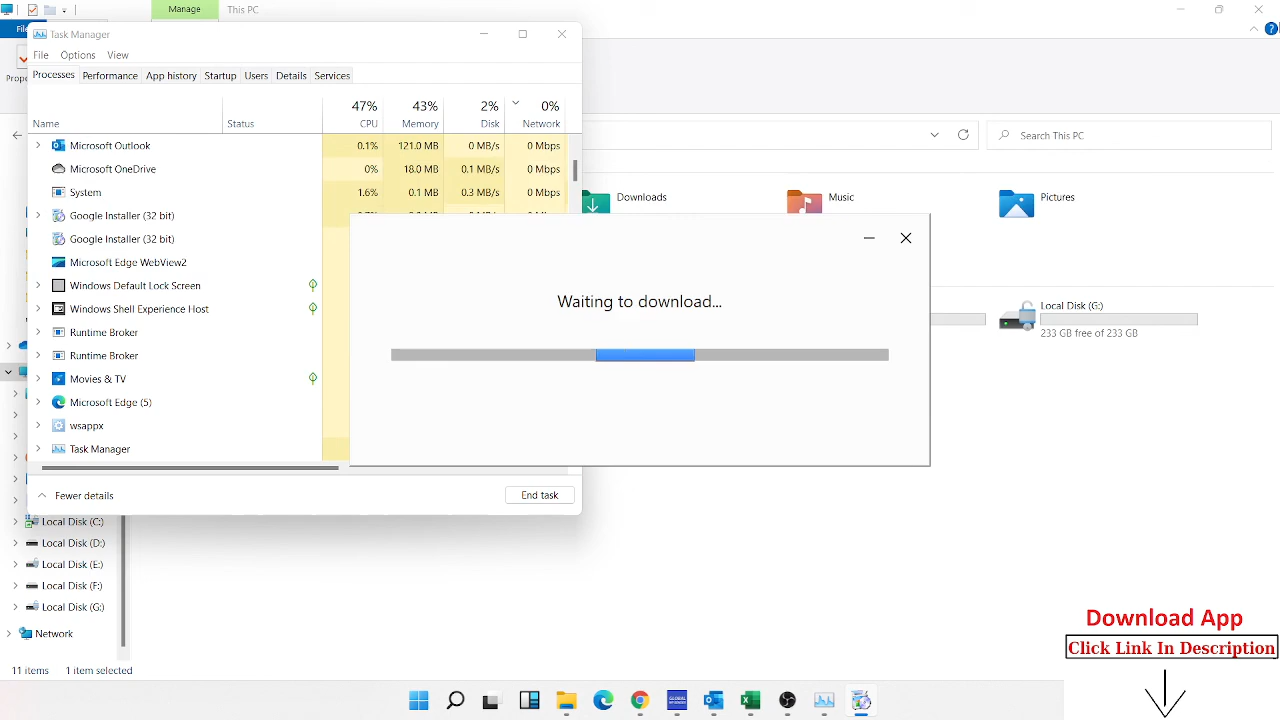 Manage
This PC
File
Task Manager
File Options View
Processes Performance App history Startup Users Details Services
47% 43% 2% 0%
Name Status CPU Memory Disk Network
Microsoft Outlook 0.1% 121.0 MB 0 MB/s 0 Mbps
Microsoft OneDrive 0% 18.0 MB 0.1 MB/s 0 Mbps
System 1.6% 0.1 MB 0.3 MB/s 0 Mbps
Google Installer (32 bit)
Google Installer (32 bit)
Microsoft Edge WebView2
Windows Default Lock Screen
Windows Shell Experience Host
Runtime Broker
Runtime Broker
Movies & TV
Microsoft Edge (5)
wsappx
Task Manager
Fewer details
End task
Search This PC
Downloads
Music
Pictures
Local Disk (G:)
233 GB free of 233 GB
Waiting to download...
Local Disk (C:)
Local Disk (D:)
Local Disk (E:)
Local Disk (F:)
Local Disk (G:)
Network
11 items 1 item selected
Download App
Click Link In Description